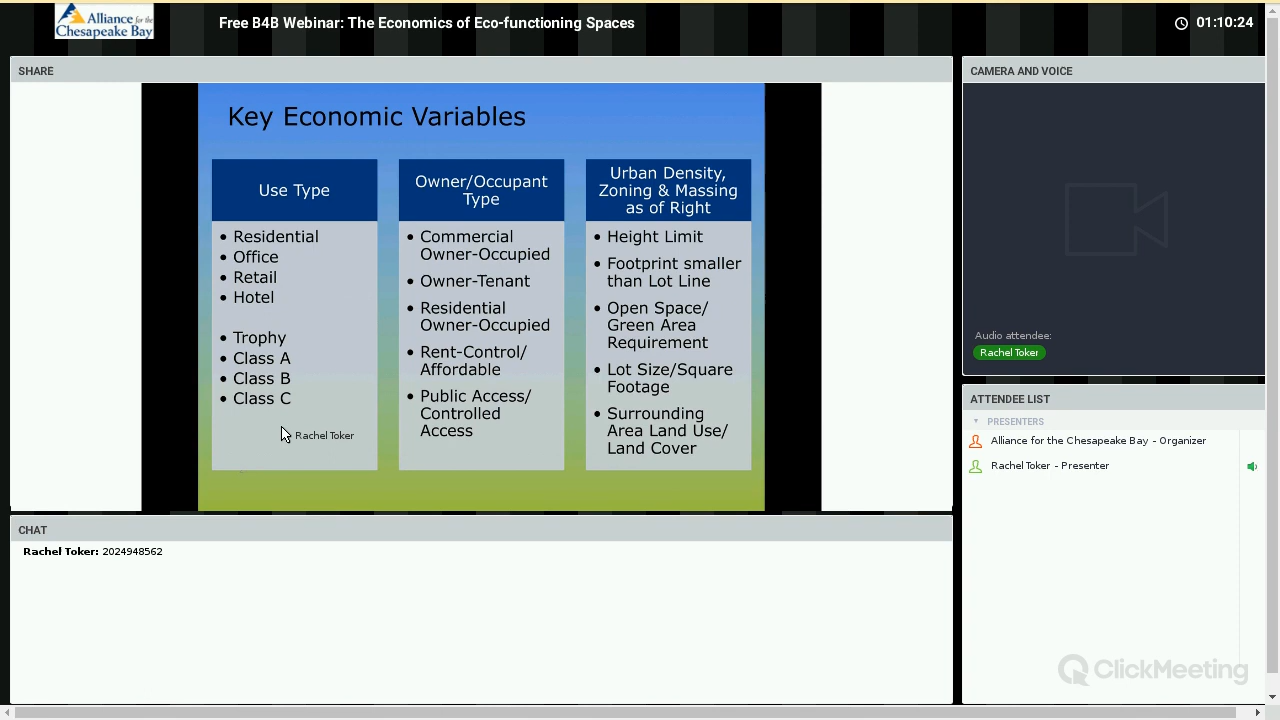 Alliance for the
Chesapeake Bay
Free B4B Webinar: The Economics of Eco-functioning Spaces
01:10:24
SHARE
Key Economic Variables
Use Type
• Residential
• Office
• Retail
• Hotel
• Trophy
• Class A
• Class B
• Class C
Rachel Toker
Owner/Occupant
Type
• Commercial
Owner-Occupied
• Owner-Tenant
• Residential
Owner-Occupied
• Rent-Control/
Affordable
• Public Access/
Controlled
Access
Urban Density,
Zoning & Massing
as of Right
• Height Limit
• Footprint smaller
than Lot Line
• Open Space/
Green Area
Requirement
• Lot Size/Square
Footage
• Surrounding
Area Land Use/
Land Cover
CAMERA AND VOICE
Audio attendee:
Rachel Toker
ATTENDEE LIST
PRESENTERS
Alliance for the Chesapeake Bay - Organizer
Rachel Toker - Presenter
CHAT
Rachel Toker: 2024948562
ClickMeeting